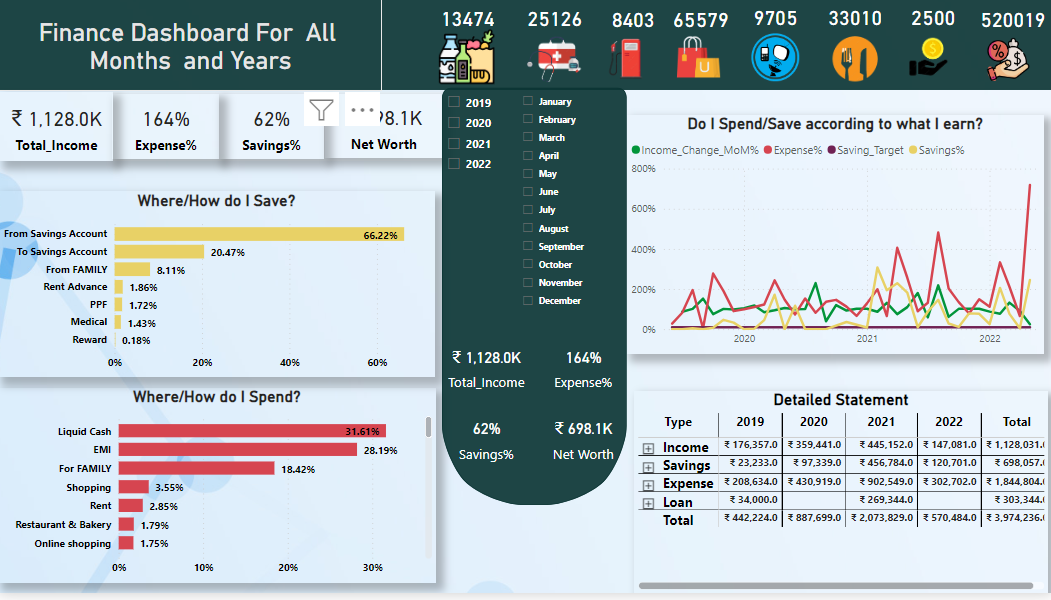 Finance Dashboard For All
Months and Years
13474 25126 8403 65579 9705 33010 2500 520019
₹ 1,128.0K
Total_Income
164%
Expense%
62%
Savings%
98.1K
Net Worth
2019
2020
2021
2022
January
February
March
April
May
June
July
August
September
October
November
December
₹ 1,128.0K 164%
Total_Income Expense%
62% ₹ 698.1K
Savings% Net Worth
Where/How do I Save?
From Savings Account 66.22%
To Savings Account 20.47%
From FAMILY 8.11%
Rent Advance 1.86%
PPF 1.72%
Medical 1.43%
Reward 0.18%
0% 20% 40% 60%
Where/How do I Spend?
Liquid Cash 31.61%
EMI 28.19%
For FAMILY 18.42%
Shopping 3.55%
Rent 2.85%
Restaurant & Bakery 1.79%
Online shopping 1.75%
0% 10% 20% 30%
Do I Spend/Save according to what I earn?
Income_Change_MoM% Expense% Saving_Target Savings%
800%
600%
400%
200%
0%
2020 2021 2022
Detailed Statement
Type 2019 2020 2021 2022 Total
Income ₹ 176,357.0 ₹ 359,441.0 ₹ 445,152.0 ₹ 147,081.0 ₹ 1,128,031.
Savings ₹ 23,233.0 ₹ 97,339.0 ₹ 456,784.0 ₹ 120,701.0 ₹ 698,057.
Expense ₹ 208,634.0 ₹ 430,919.0 ₹ 902,549.0 ₹ 302,702.0 ₹ 1,844,804.
Loan ₹ 34,000.0 ₹ 269,344.0 ₹ 303,344.
Total ₹ 442,224.0 ₹ 887,699.0 ₹ 2,073,829.0 ₹ 570,484.0 ₹ 3,974,236.